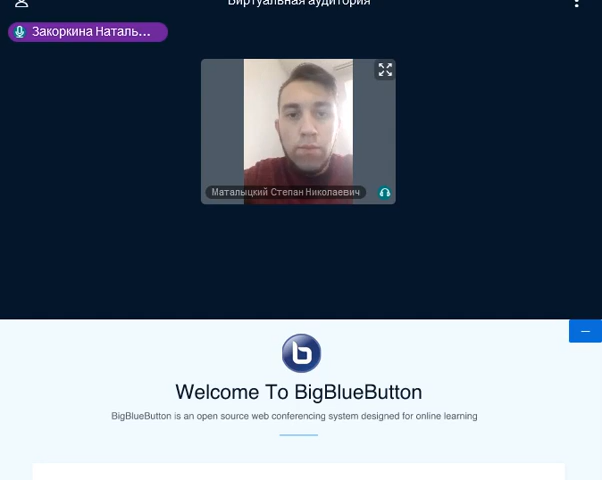 Виртуальная аудитория
Закоркина Наталь...
Маталыцкий Степан Николаевич
Welcome To BigBlueButton
BigBlueButton is an open source web conferencing system designed for online learning